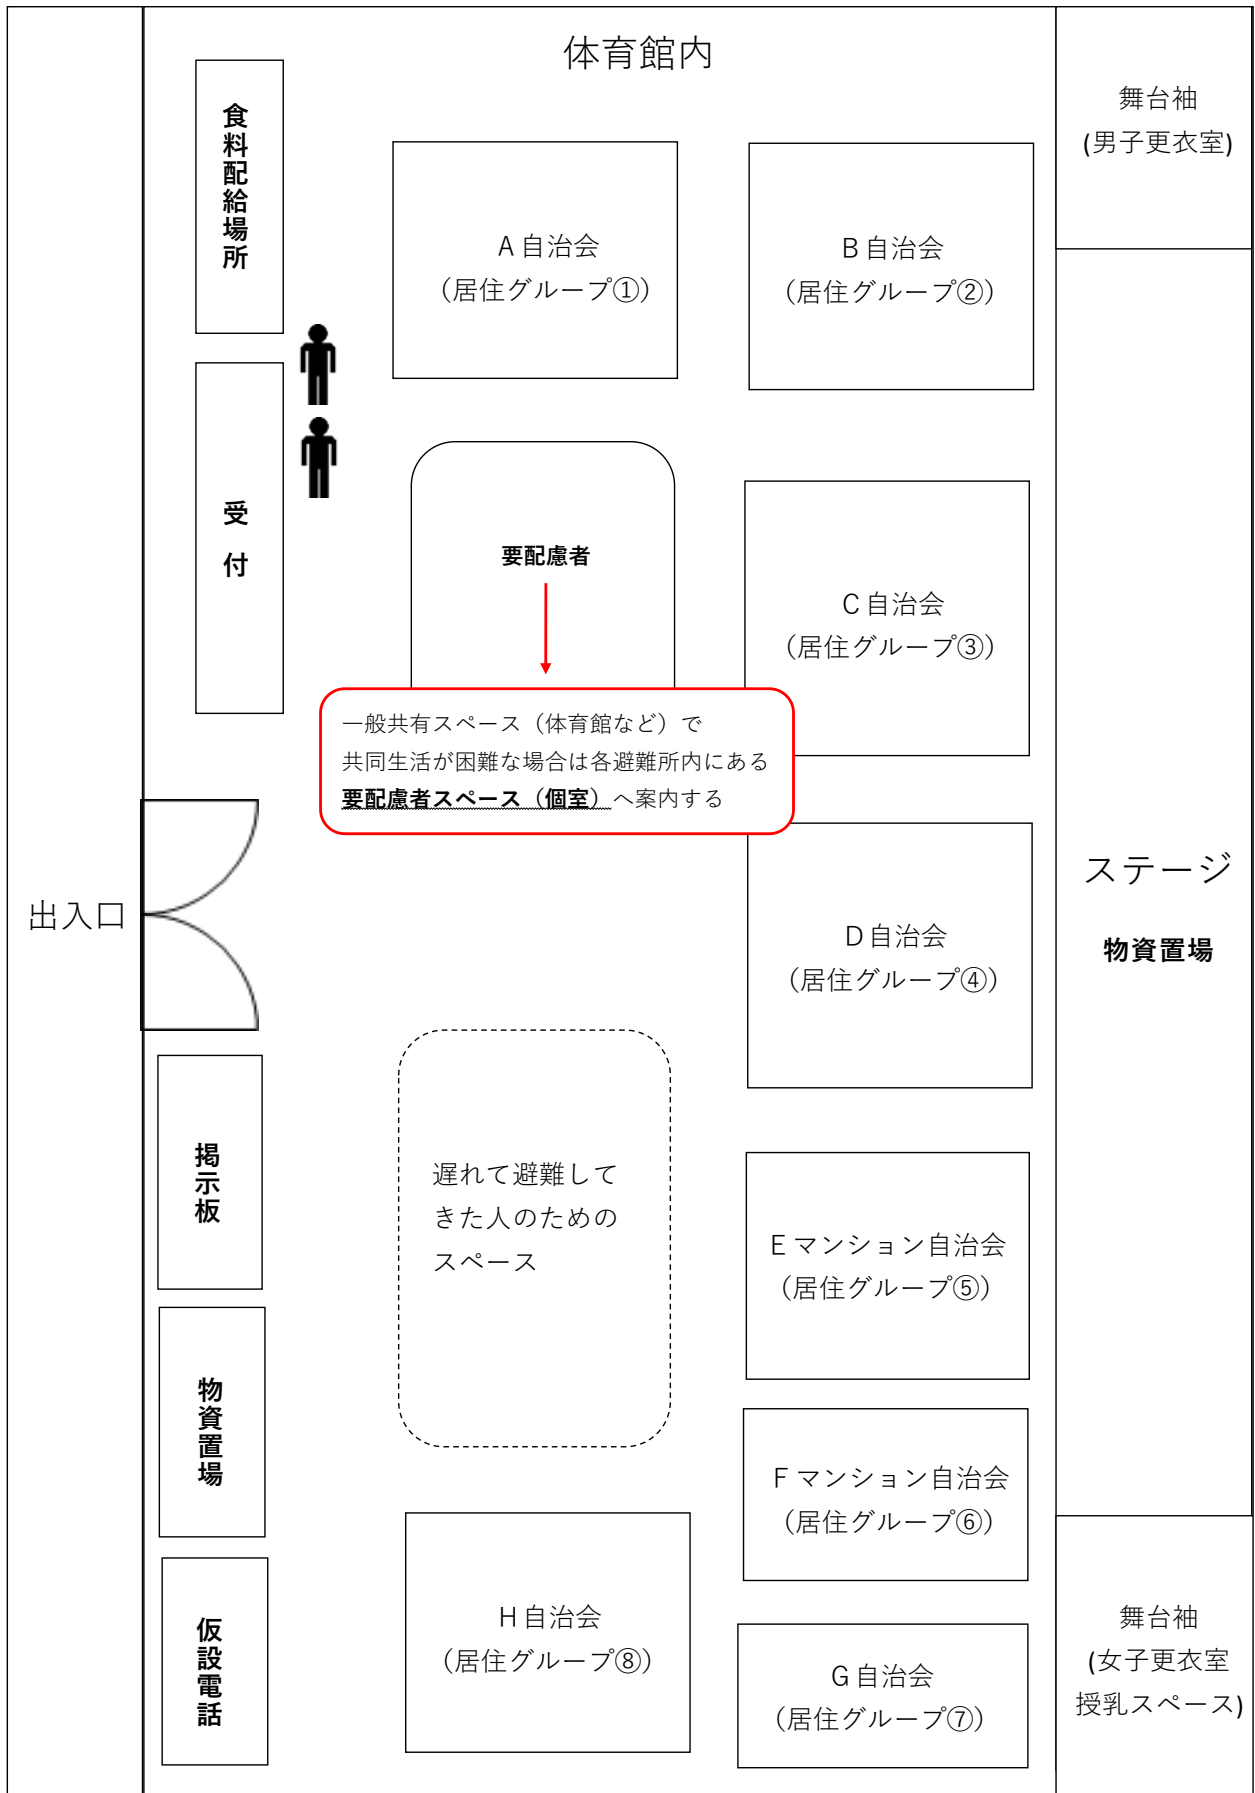 体育館内
舞台袖
(男子更衣室)
食料配給場所
A自治会
（居住グループ①）
B自治会
（居住グループ②）
受付
要配慮者
C自治会
（居住グループ③）
一般共有スペース（体育館など）で
共同生活が困難な場合は各避難所内にある
要配慮者スペース（個室）へ案内する
出入口
D自治会
（居住グループ④）
ステージ
物資置場
掲示板
遅れて避難して
きた人のための
スペース
Eマンション自治会
（居住グループ⑤）
物資置場
Fマンション自治会
（居住グループ⑥）
仮設電話
H自治会
（居住グループ⑧）
G自治会
（居住グループ⑦）
舞台袖
(女子更衣室
授乳スペース)